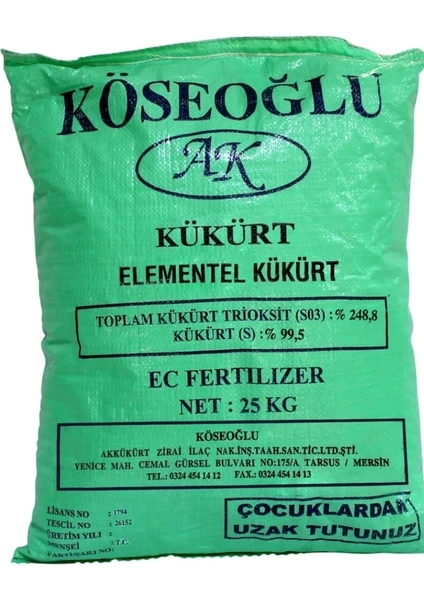 KÖSEOĞLU
AK
KÜKÜRT
ELEMENTEL KÜKÜRT
TOPLAM KÜKÜRT TRİOKSİT (S03) : % 248,8
KÜKÜRT (S) : % 99,5
EC FERTILIZER
NET : 25 KG
KÖSEOĞLU
AKKÜKÜRT ZİRAİ İLAÇ NAK.İNŞ.TAAH.SAN.TİC.LTD.ŞTİ.
YENİCE MAH. CEMAL GÜRSEL BULVARI NO:175/A TARSUS / MERSİN
TEL.: 0324 454 14 12 FAX.: 0324 454 14 13
LİSANS NO : 1794
TESCİL NO : 26152
ÜRETİM YILI :
MENŞEİ : T.C.
PARTİ/SARJ NO:
ÇOCUKLARDAN
UZAK TUTUNUZ